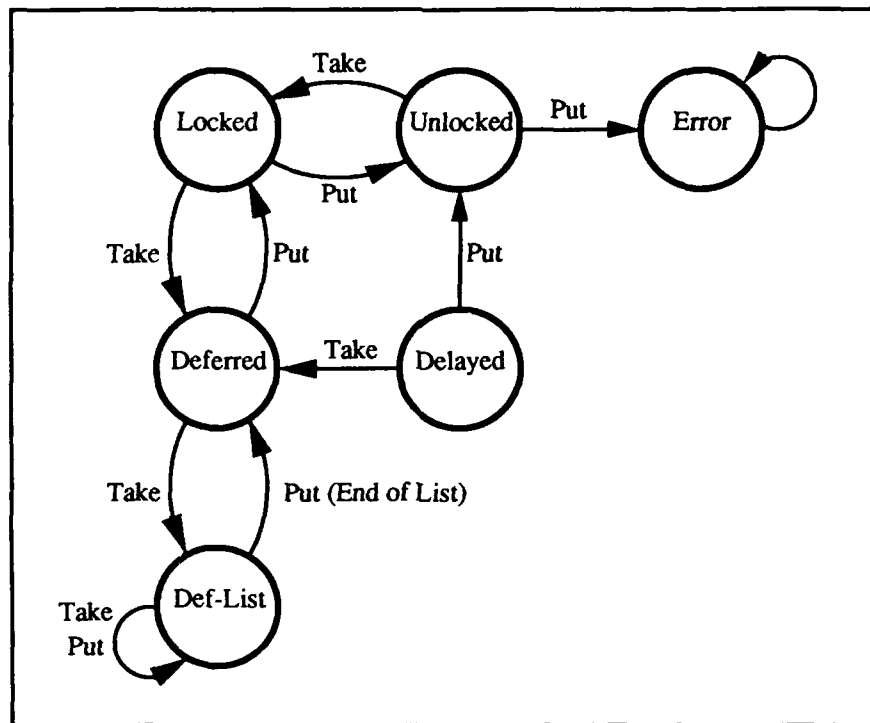 Take
Locked
Unlocked
Put
Error
Put
Take
Put
Put
Deferred
Take
Delayed
Take
Put (End of List)
Def-List
Take
Put